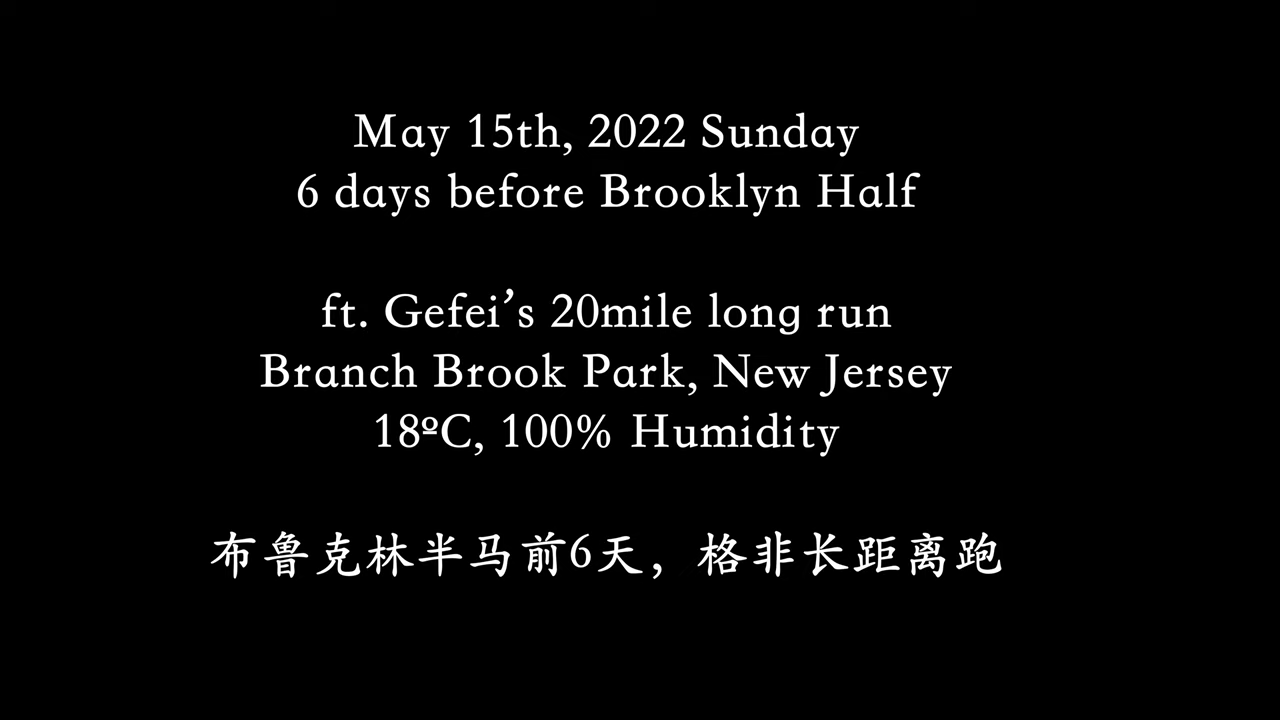 May 15th, 2022 Sunday
6 days before Brooklyn Half
ft. Gefei’s 20mile long run
Branch Brook Park, New Jersey
18ºC, 100% Humidity
布鲁克林半马前6天，格非长距离跑